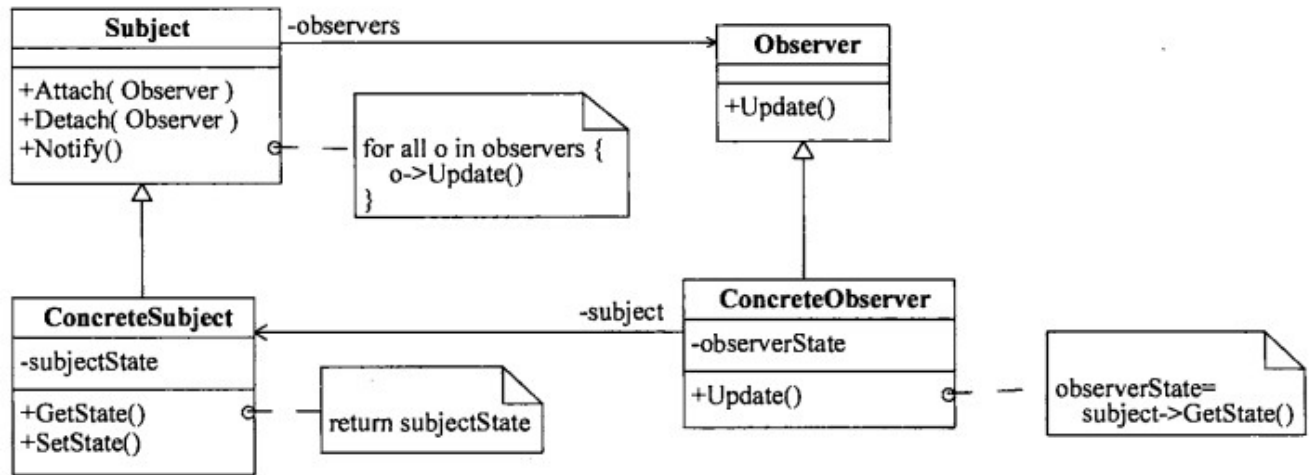 Subject
+Attach( Observer )
+Detach( Observer )
+Notify()
-observers
Observer
+Update()
for all o in observers {
o->Update()
}
ConcreteSubject
-subjectState
+GetState()
+SetState()
return subjectState
-subject
ConcreteObserver
-observerState
+Update()
observerState=
subject->GetState()